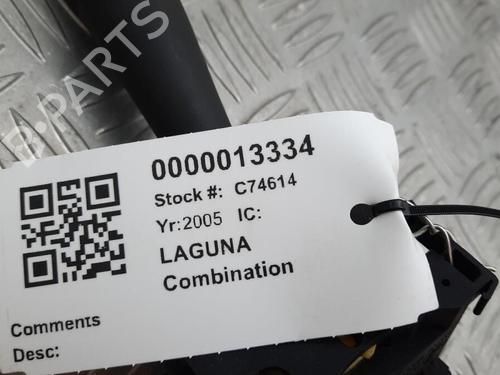 B-PARTS
0000013334
Stock #: C74614
Yr:2005 IC:
LAGUNA
Combination
Comments
Desc: